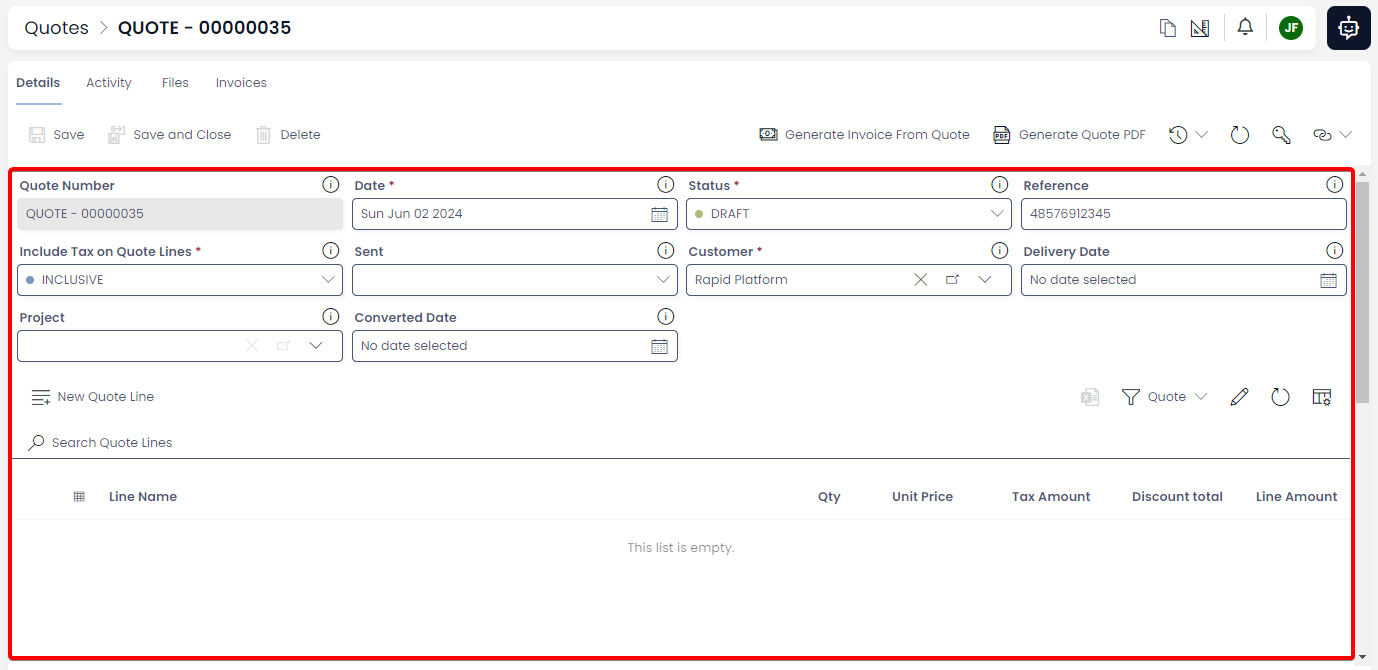 Quotes > QUOTE - 00000035
JF
Details Activity Files Invoices
Save Save and Close Delete Generate Invoice From Quote PDF Generate Quote PDF
Quote Number Date * Status * Reference
QUOTE - 00000035 Sun Jun 02 2024 DRAFT 48576912345
Include Tax on Quote Lines * Sent Customer * Delivery Date
INCLUSIVE Rapid Platform No date selected
Project Converted Date
No date selected
New Quote Line Quote
Search Quote Lines
Line Name Qty Unit Price Tax Amount Discount total Line Amount
This list is empty.